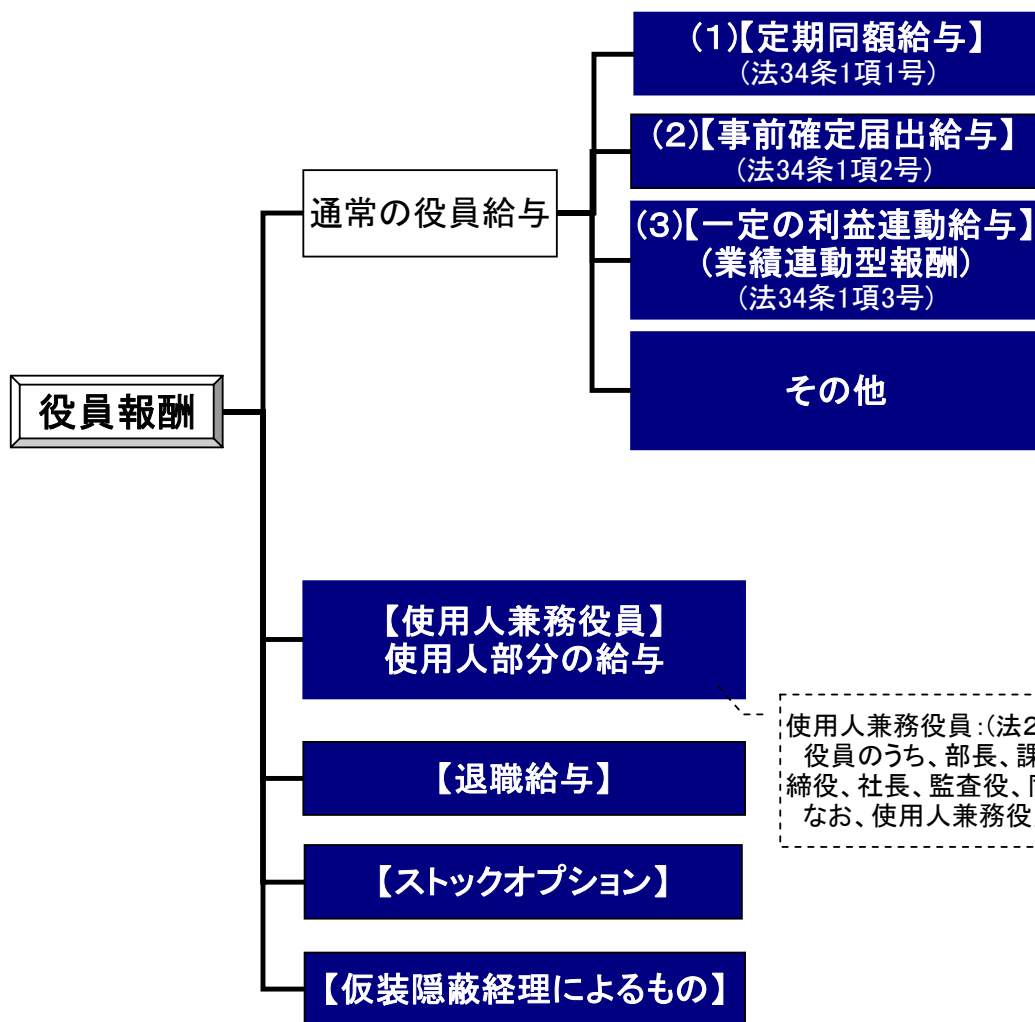 (1)【定期同額給与】
(法34条1項1号)
(2)【事前確定届出給与】
(法34条1項2号)
通常の役員給与
(3)【一定の利益連動給与】
(業績連動型報酬)
(法34条1項3号)
その他
役員報酬
【使用人兼務役員】
使用人部分の給与
使用人兼務役員:(法2
役員のうち、部長、課
締役、社長、監査役、
なお、使用人兼務役
【退職給与】
【ストックオプション】
【仮装隠蔽経理によるもの】